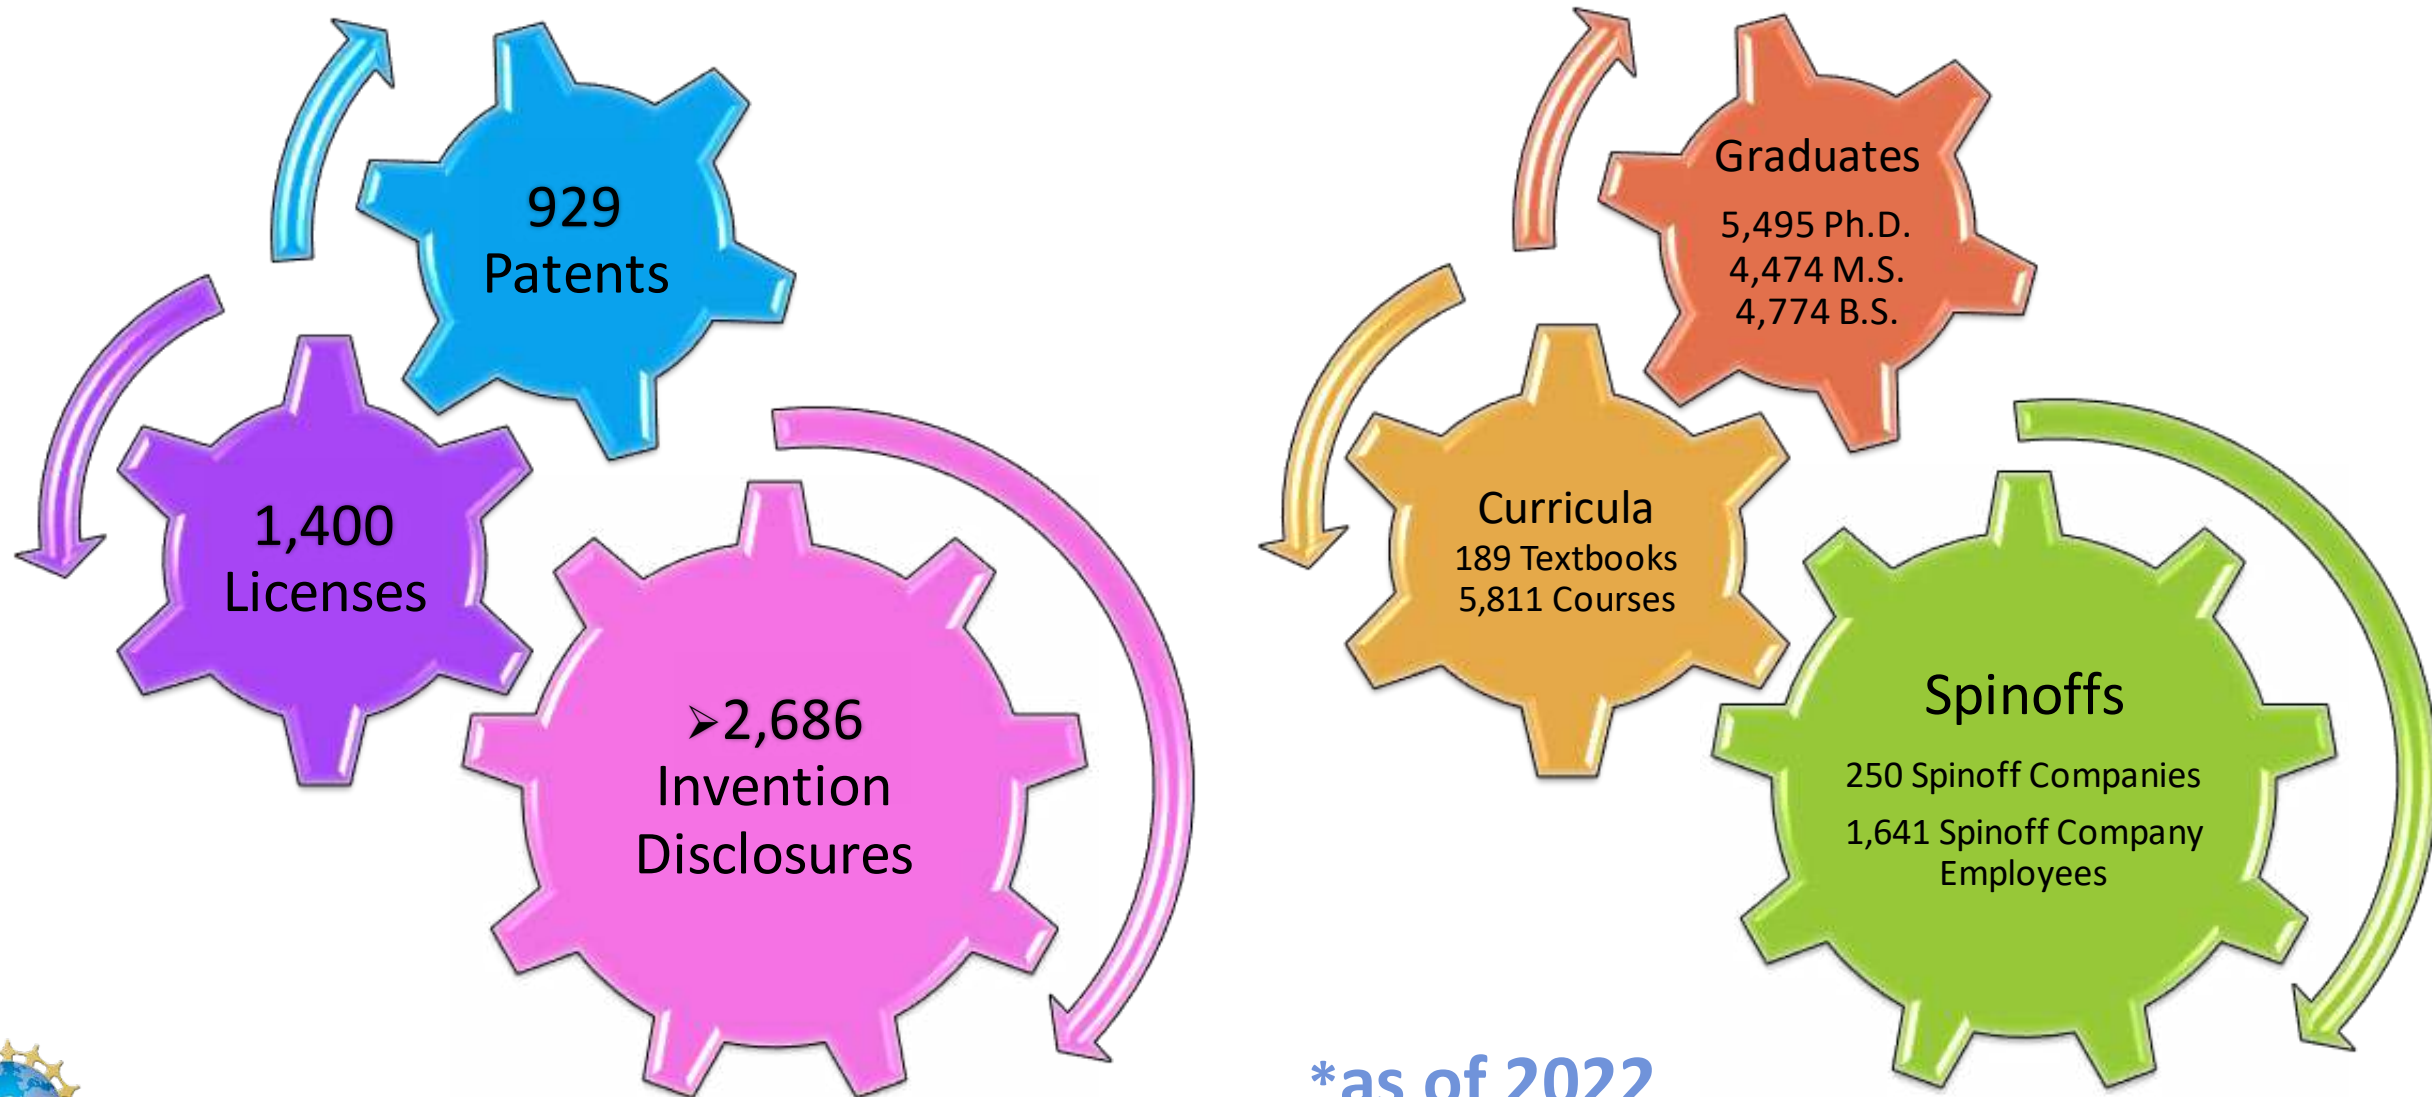 929
Patents
1,400
Licenses
➢2,686
Invention
Disclosures
Graduates
5,495 Ph.D.
4,474 M.S.
4,774 B.S.
Curricula
189 Textbooks
5,811 Courses
Spinoffs
250 Spinoff Companies
1,641 Spinoff Company
Employees
*as of 2022